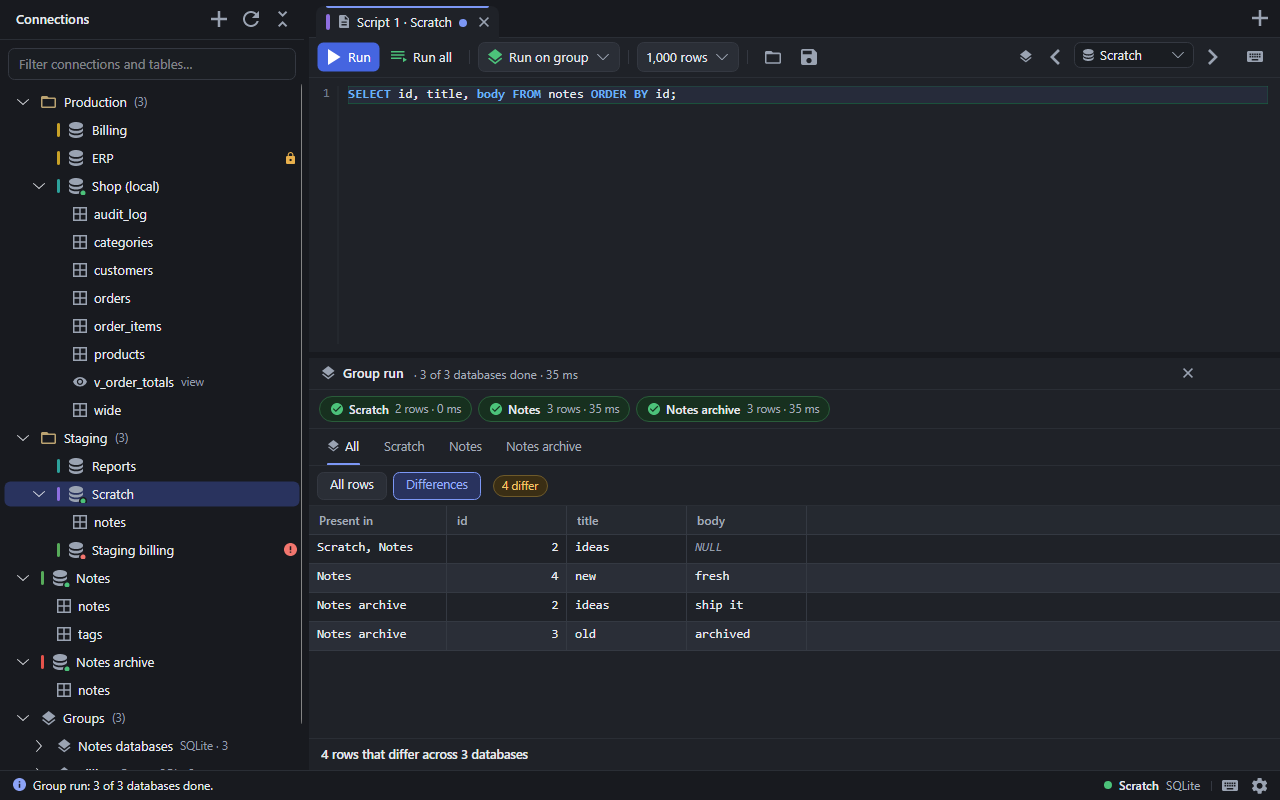 Connections
Script 1 · Scratch
Filter connections and tables...
Run
Run all
Run on group
1,000 rows
Scratch
1 SELECT id, title, body FROM notes ORDER BY id;
Production (3)
Billing
ERP
Shop (local)
audit_log
categories
customers
orders
order_items
products
v_order_totals view
wide
Staging (3)
Reports
Scratch
notes
Staging billing
Notes
notes
tags
Notes archive
notes
Groups (3)
Notes databases SQLite · 3
Group run · 3 of 3 databases done · 35 ms
Scratch 2 rows · 0 ms
Notes 3 rows · 35 ms
Notes archive 3 rows · 35 ms
All Scratch Notes Notes archive
All rows Differences 4 differ
Present in id title body
Scratch, Notes 2 ideas NULL
Notes 4 new fresh
Notes archive 2 ideas ship it
Notes archive 3 old archived
4 rows that differ across 3 databases
Group run: 3 of 3 databases done.
Scratch SQLite